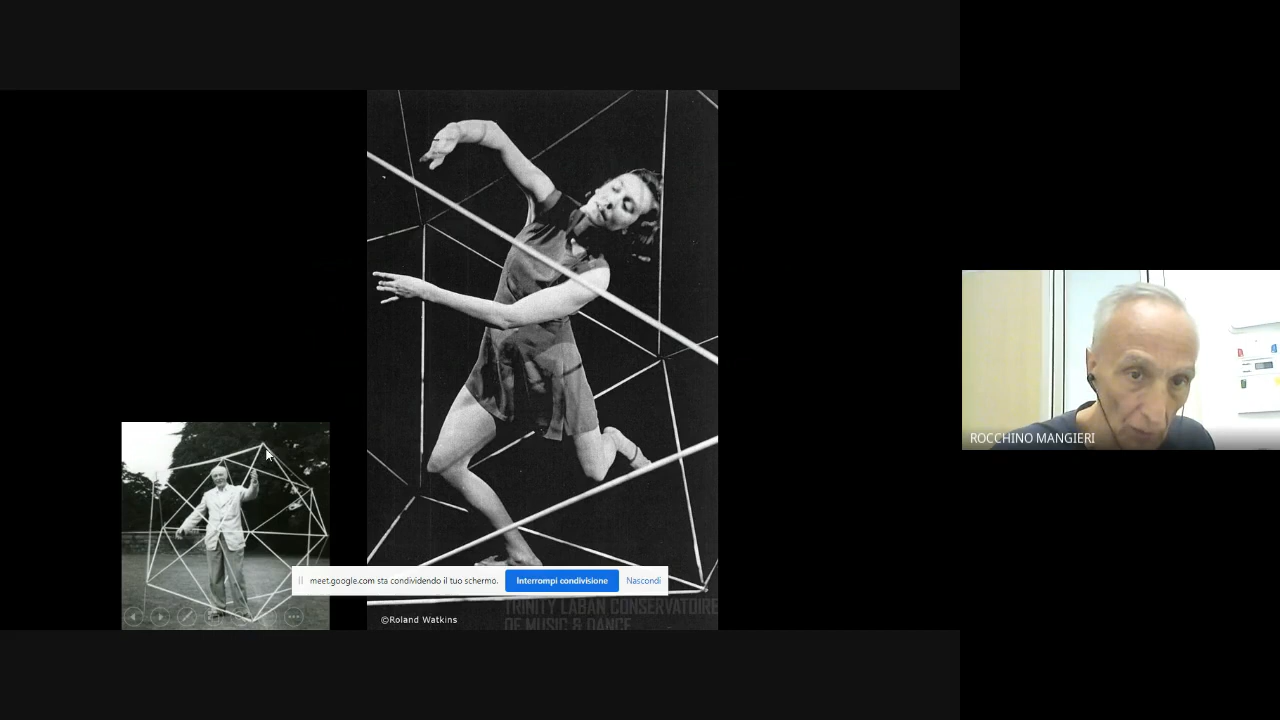 ROCCHINO MANGIERI
meet.google.com sta condividendo il tuo schermo.
Interrompi condivisione
Nascondi
TRINITY LABAN CONSERVATOIRE
OF MUSIC & DANCE
©Roland Watkins